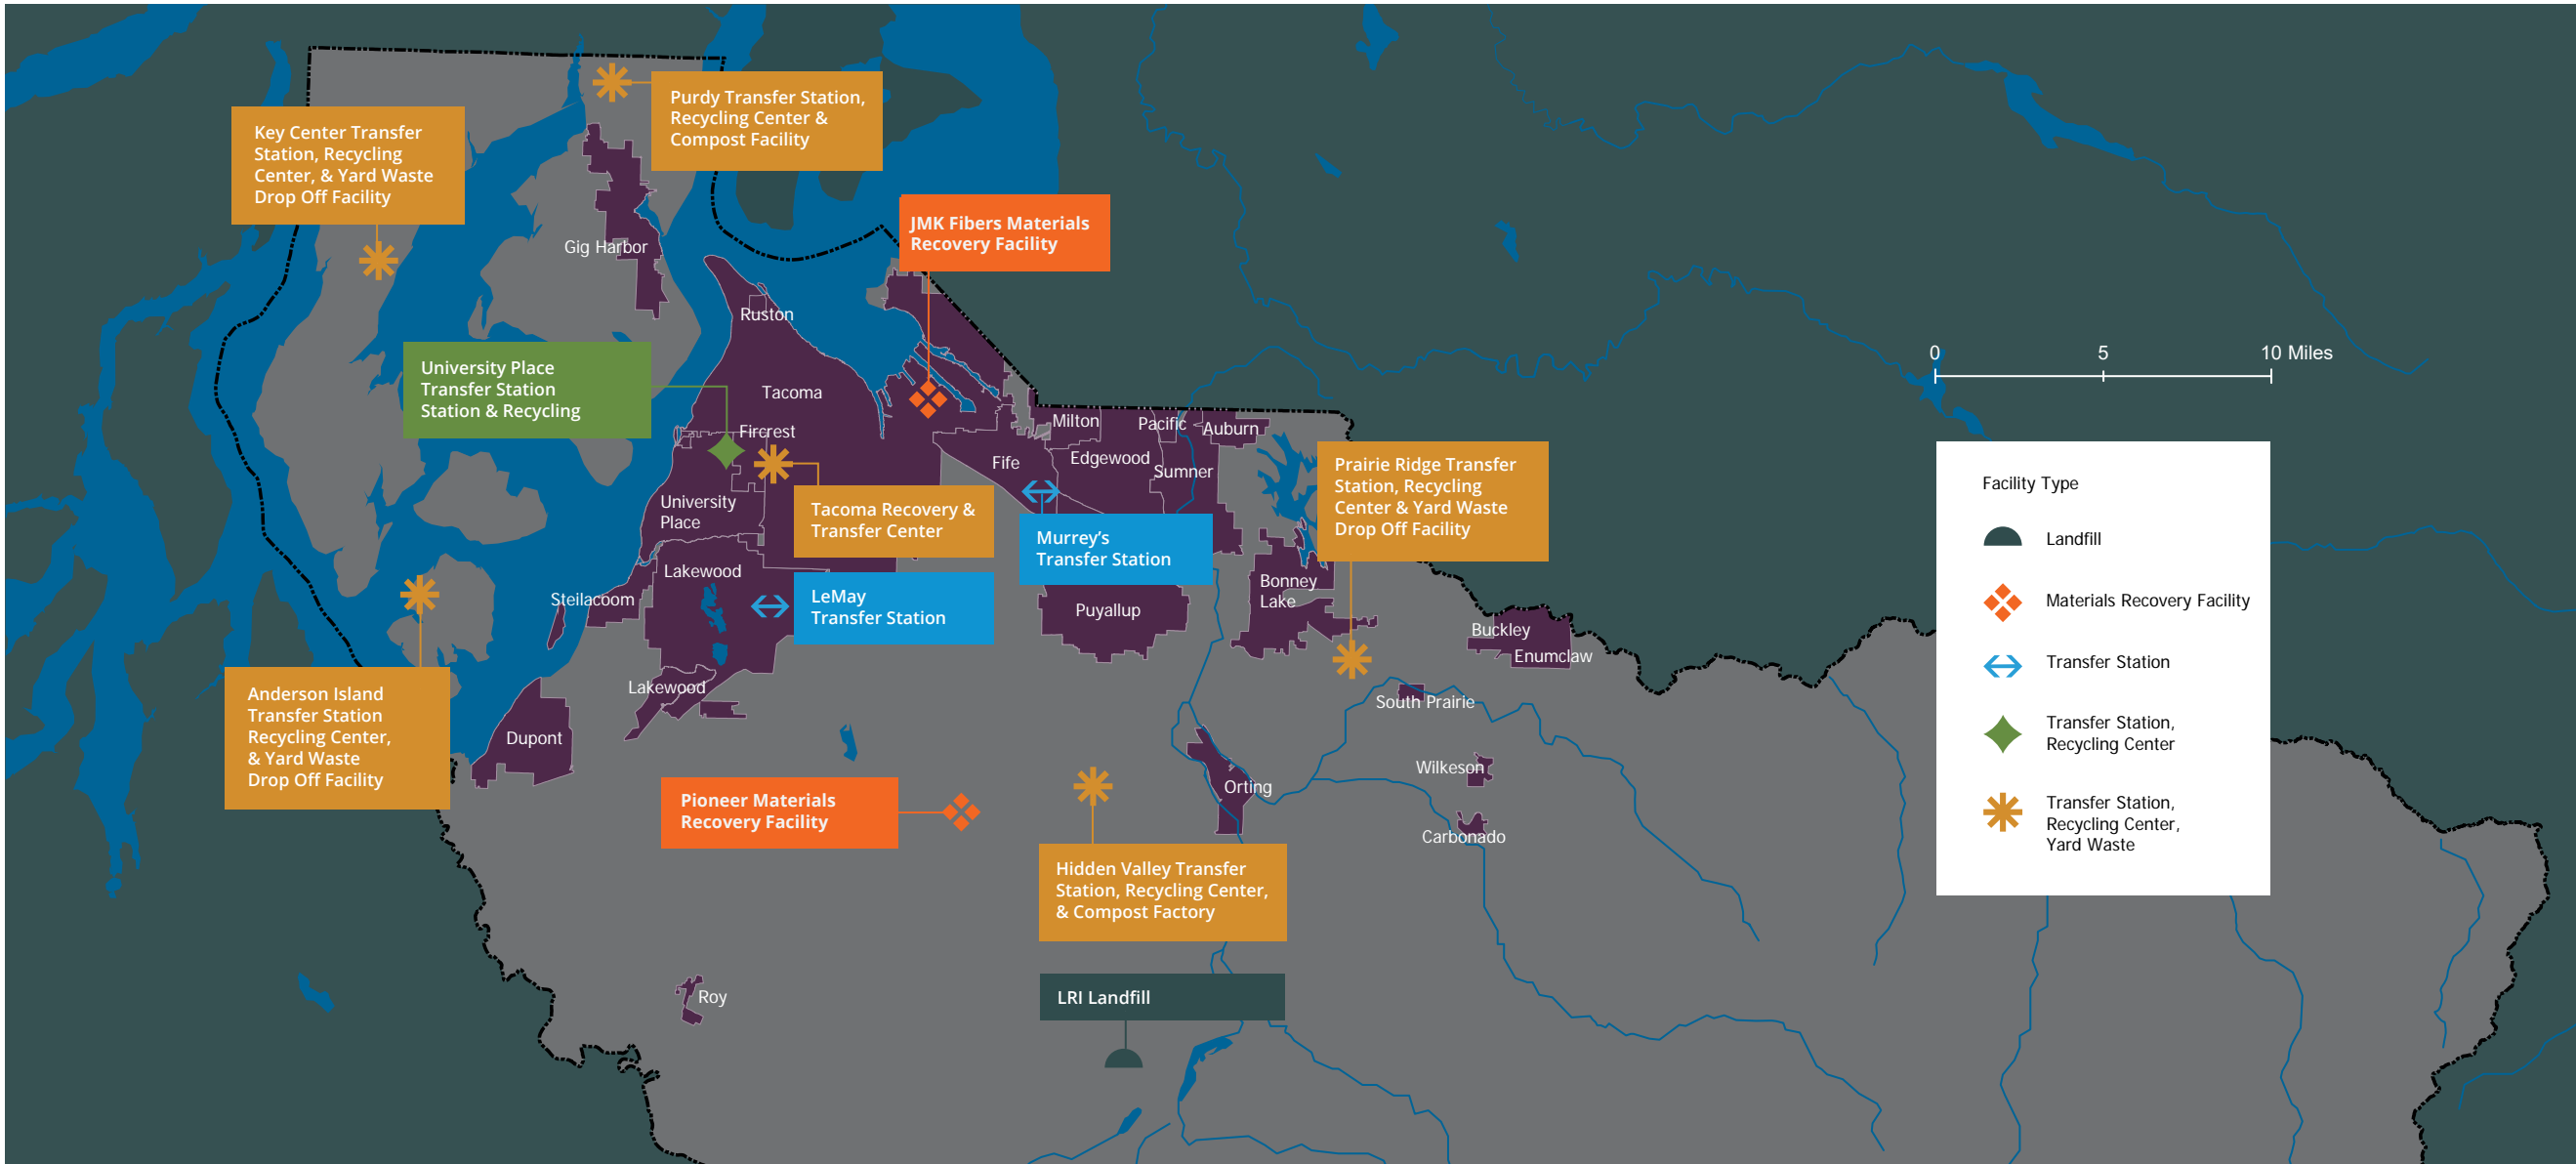 Purdy Transfer Station,
Recycling Center &
Compost Facility
Key Center Transfer
Station, Recycling
Center, & Yard Waste
Drop Off Facility
JMK Fibers Materials
Recovery Facility
Gig Harbor
Ruston
University Place
Transfer Station
Station & Recycling
Tacoma
Fircrest
0 5 10 Miles
Milton
Pacific
Auburn
Edgewood
Fife
Sumner
Prairie Ridge Transfer
Station, Recycling
Center & Yard Waste
Drop Off Facility
University
Place
Tacoma Recovery &
Transfer Center
Murrey’s
Transfer Station
Lakewood
Steilacoom
LeMay
Transfer Station
Puyallup
Bonney
Lake
Buckley
Enumclaw
Lakewood
South Prairie
Anderson Island
Transfer Station
Recycling Center,
& Yard Waste
Drop Off Facility
Dupont
Wilkeson
Orting
Pioneer Materials
Recovery Facility
Carbonado
Hidden Valley Transfer
Station, Recycling Center,
& Compost Factory
Roy
LRI Landfill
Facility Type
Landfill
Materials Recovery Facility
Transfer Station
Transfer Station,
Recycling Center
Transfer Station,
Recycling Center,
Yard Waste